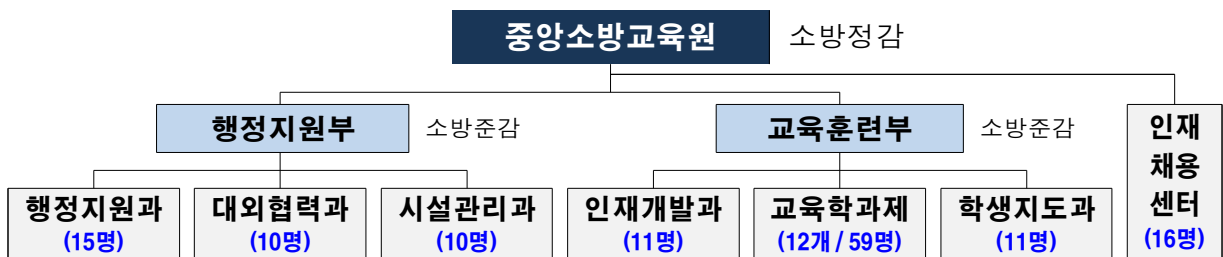 중앙소방교육원 소방정감
행정지원부 소방준감
교육훈련부 소방준감
인재
채용
센터
(16명)
행정지원과
(15명)
대외협력과
(10명)
시설관리과
(10명)
인재개발과
(11명)
교육학과제
(12개 / 59명)
학생지도과
(11명)